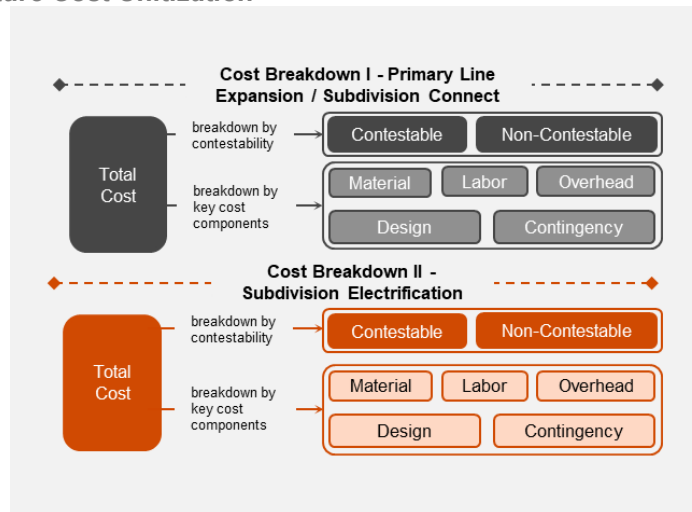 Cost Breakdown I - Primary Line
Expansion / Subdivision Connect
Total
Cost
breakdown by
contestability
Contestable
Non-Contestable
breakdown by
key cost
components
Material
Labor
Overhead
Design
Contingency
Cost Breakdown II -
Subdivision Electrification
Total
Cost
breakdown by
contestability
Contestable
Non-Contestable
breakdown by
key cost
components
Material
Labor
Overhead
Design
Contingency